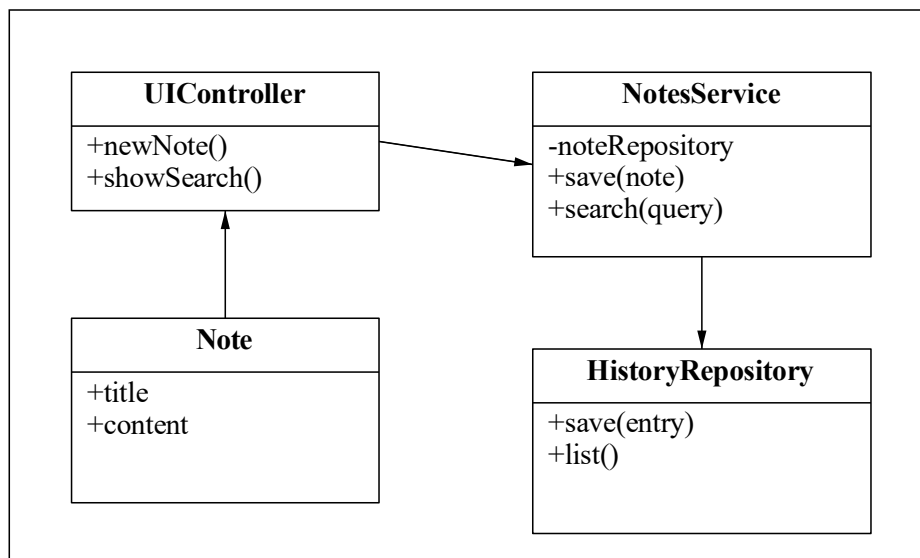 UIController
+newNote()
+showSearch()
NotesService
-noteRepository
+save(note)
+search(query)
Note
+title
+content
HistoryRepository
+save(entry)
+list()